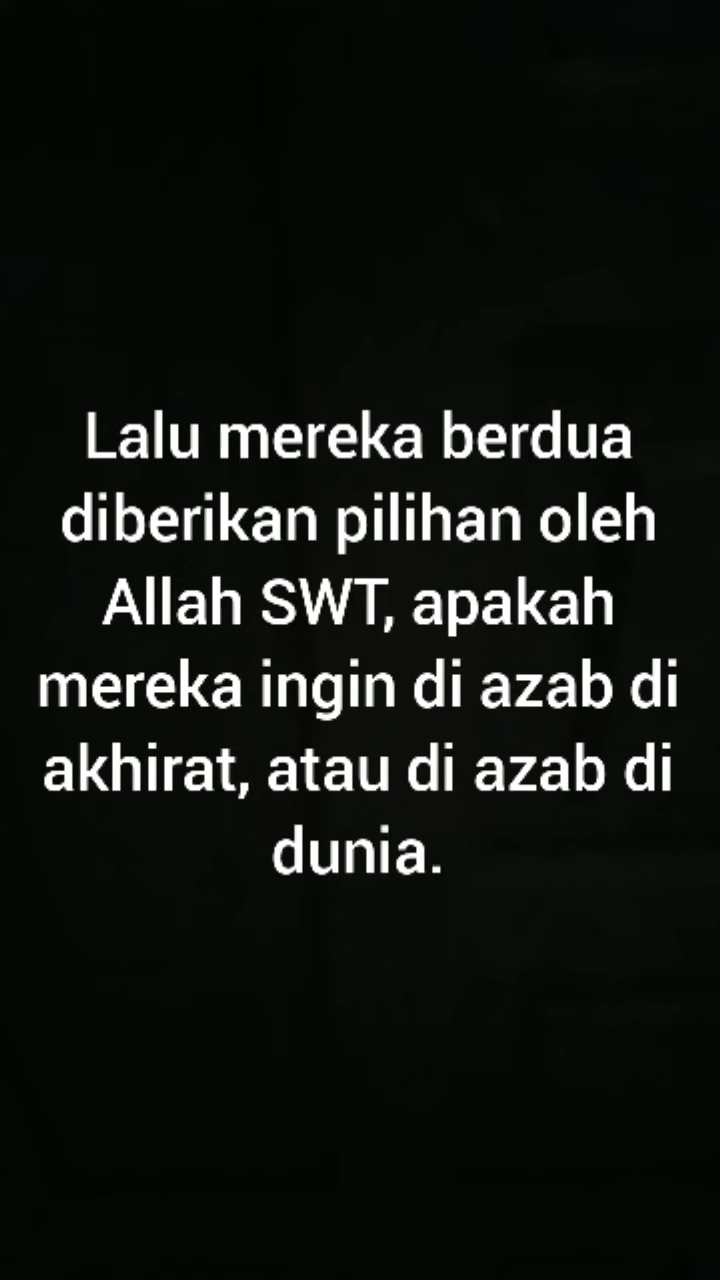 Lalu mereka berdua
diberikan pilihan oleh
Allah SWT, apakah
mereka ingin di azab di
akhirat, atau di azab di
dunia.